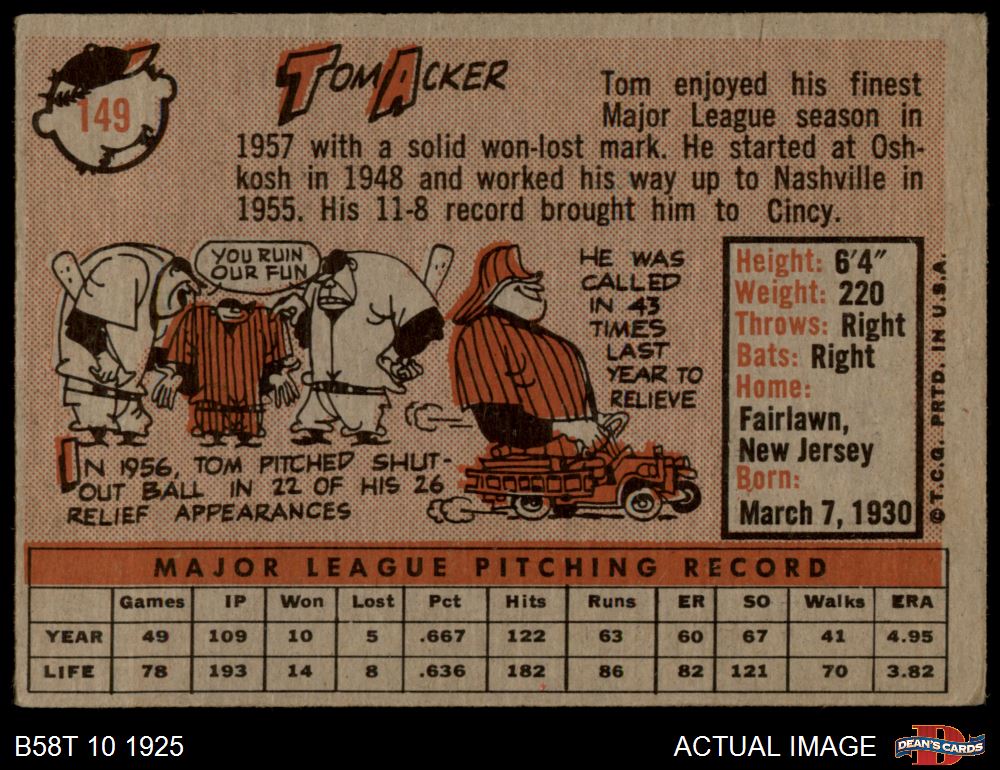 149
TOM ACKER
Tom enjoyed his finest
Major League season in
1957 with a solid won-lost mark. He started at Osh-
kosh in 1948 and worked his way up to Nashville in
1955. His 11-8 record brought him to Cincy.
YOU RUIN
OUR FUN
IN 1956, TOM PITCHED SHUT-
OUT BALL IN 22 OF HIS 26
RELIEF APPEARANCES
HE WAS
CALLED
IN 43
TIMES
LAST
YEAR TO
RELIEVE
Height: 6'4"
Weight: 220
Throws: Right
Bats: Right
Home:
Fairlawn,
New Jersey
Born:
March 7, 1930
© T.C.G. PRTD. IN U.S.A.
MAJOR LEAGUE PITCHING RECORD
Games IP Won Lost Pct Hits Runs ER SO Walks ERA
YEAR 49 109 10 5 .667 122 63 60 67 41 4.95
LIFE 78 193 14 8 .636 182 86 82 121 70 3.82
B58T 10 1925
ACTUAL IMAGE
D
DEAN'S CARDS